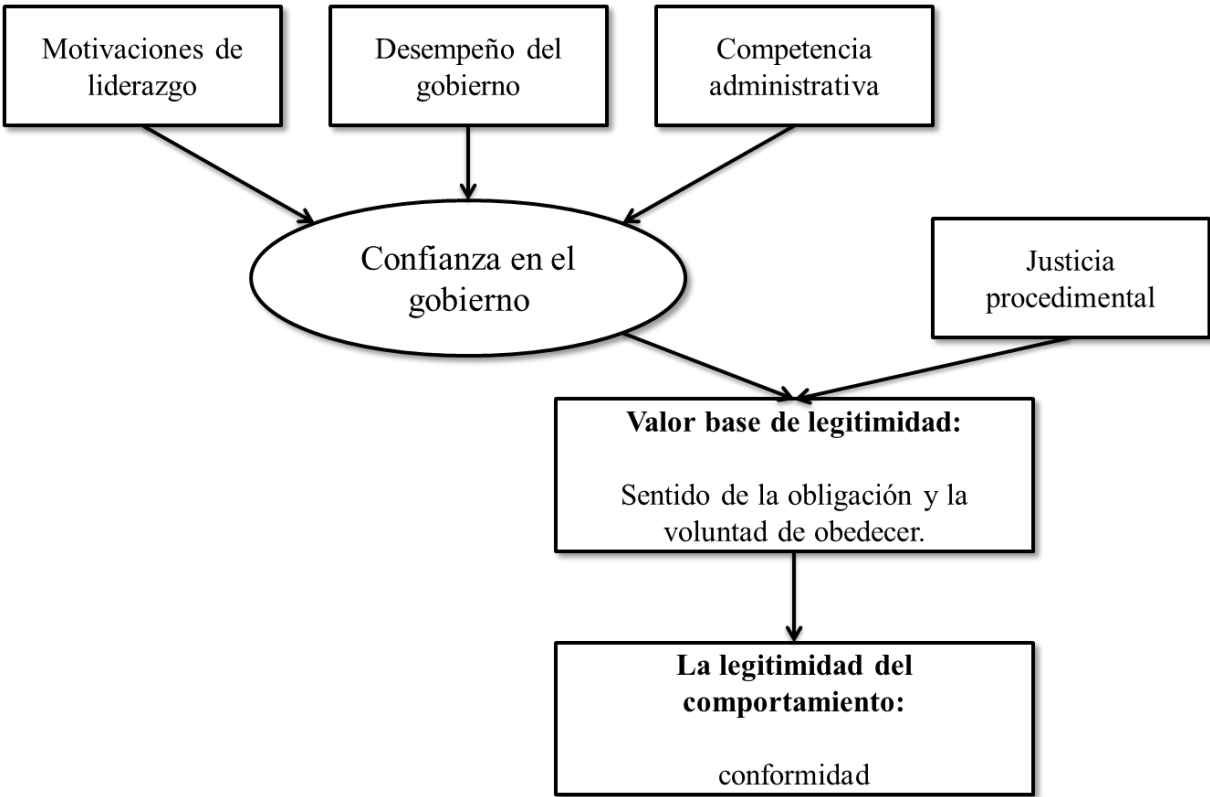 Motivaciones de
liderazgo
Desempeño del
gobierno
Competencia
administrativa
Confianza en el
gobierno
Justicia
procedimental
Valor base de legitimidad:
Sentido de la obligación y la
voluntad de obedecer.
La legitimidad del
comportamiento:
conformidad